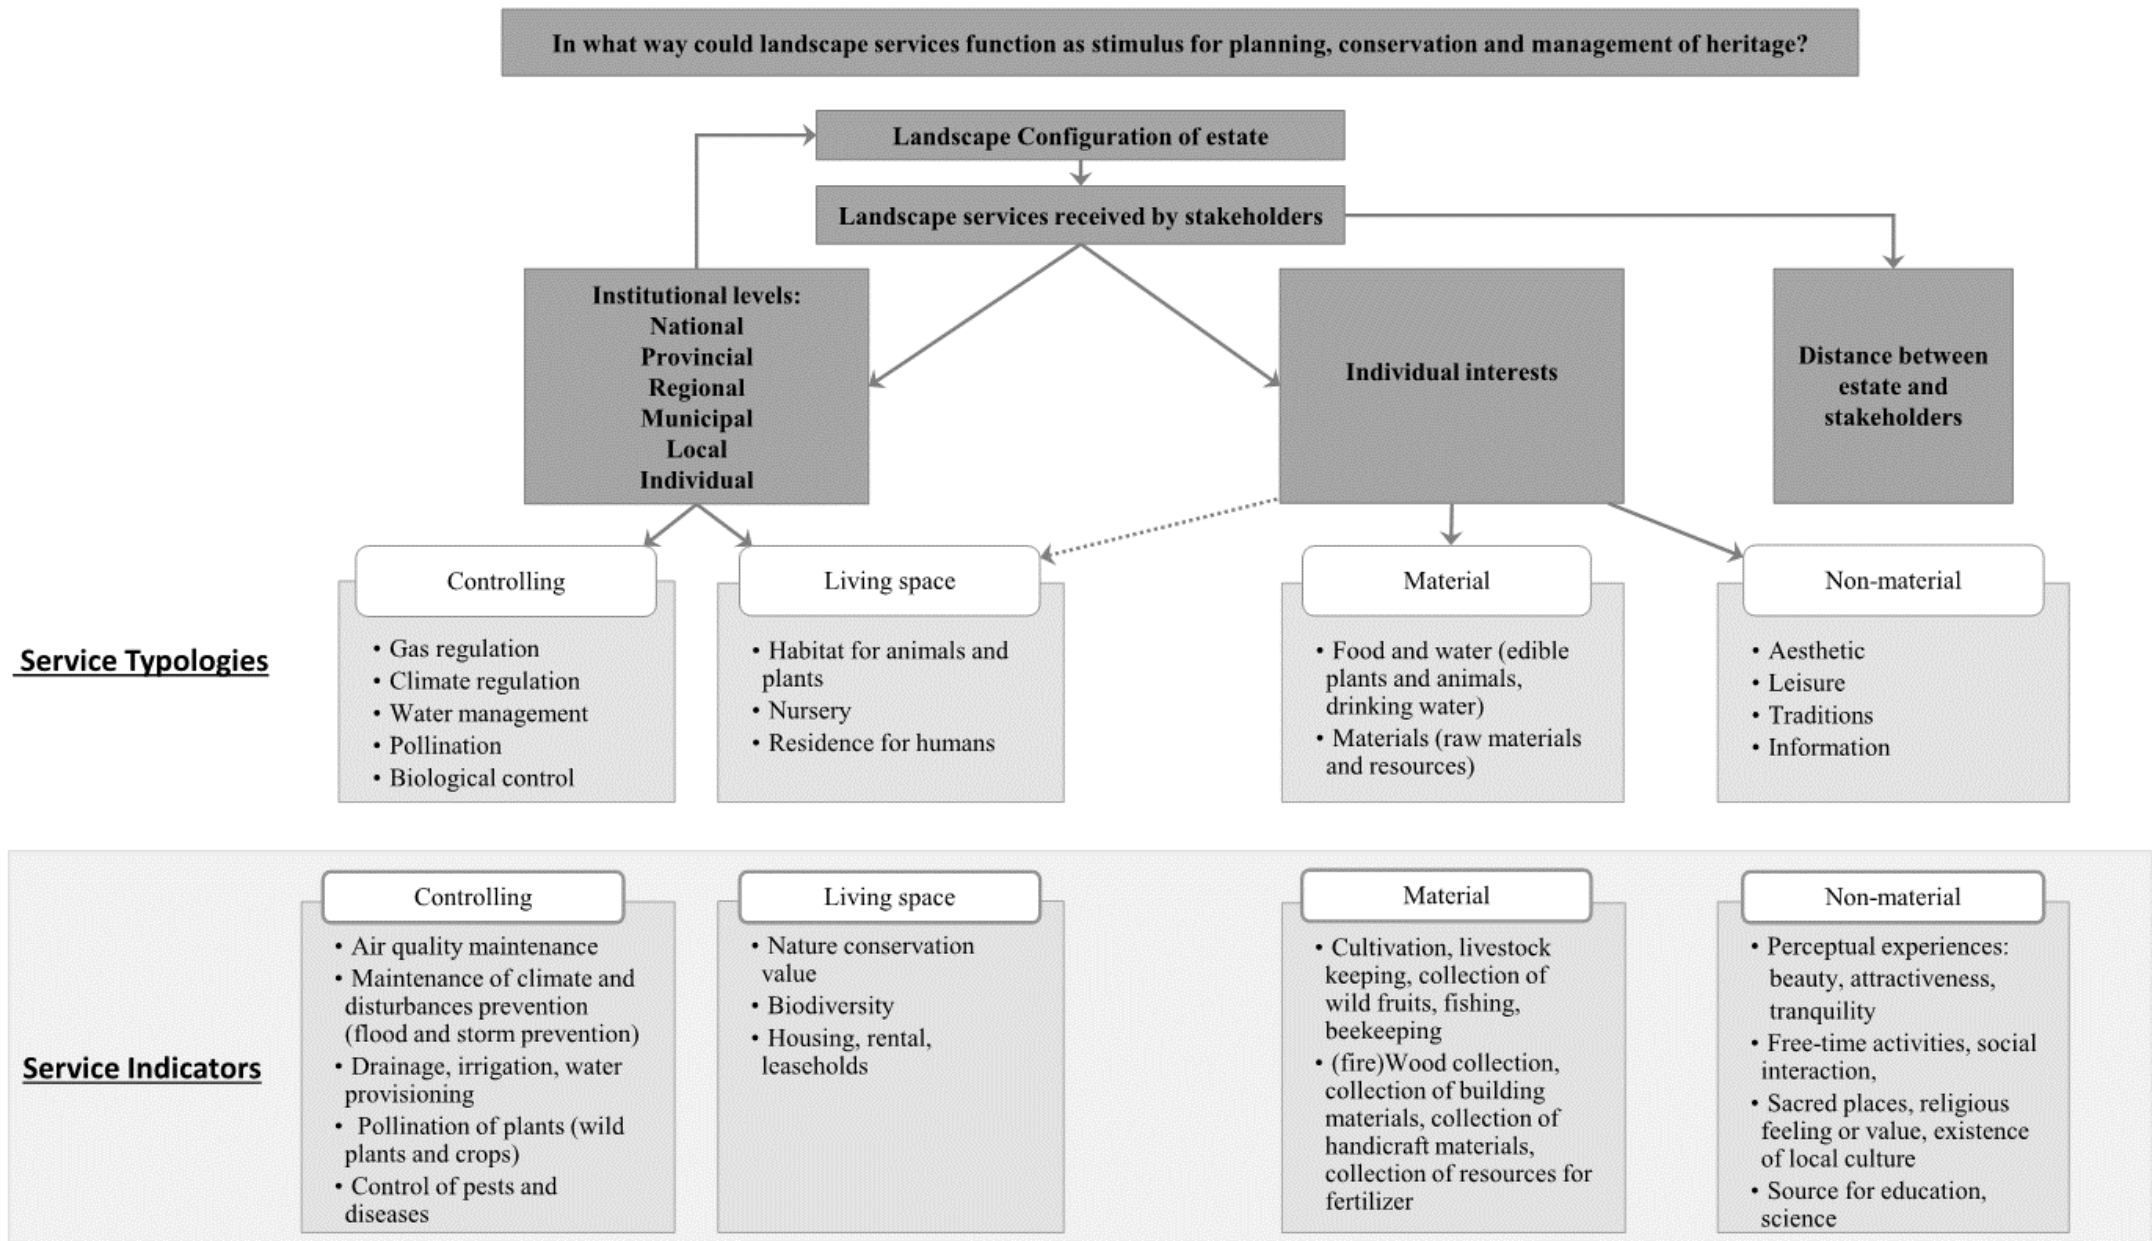 In what way could landscape services function as stimulus for planning, conservation and management of heritage?
Landscape Configuration of estate
Landscape services received by stakeholders
Institutional levels:
National
Provincial
Regional
Municipal
Local
Individual
Individual interests
Distance between
estate and
stakeholders
Service Typologies
Controlling
• Gas regulation
• Climate regulation
• Water management
• Pollination
• Biological control
Living space
• Habitat for animals and
plants
• Nursery
• Residence for humans
Material
• Food and water (edible
plants and animals,
drinking water)
• Materials (raw materials
and resources)
Non-material
• Aesthetic
• Leisure
• Traditions
• Information
Service Indicators
Controlling
• Air quality maintenance
• Maintenance of climate and
disturbances prevention
(flood and storm prevention)
• Drainage, irrigation, water
provisioning
• Pollination of plants (wild
plants and crops)
• Control of pests and
diseases
Living space
• Nature conservation
value
• Biodiversity
• Housing, rental,
leaseholds
Material
• Cultivation, livestock
keeping, collection of
wild fruits, fishing,
beekeeping
• (fire)Wood collection,
collection of building
materials, collection of
handicraft materials,
collection of resources for
fertilizer
Non-material
• Perceptual experiences:
beauty, attractiveness,
tranquility
• Free-time activities, social
interaction,
• Sacred places, religious
feeling or value, existence
of local culture
• Source for education,
science